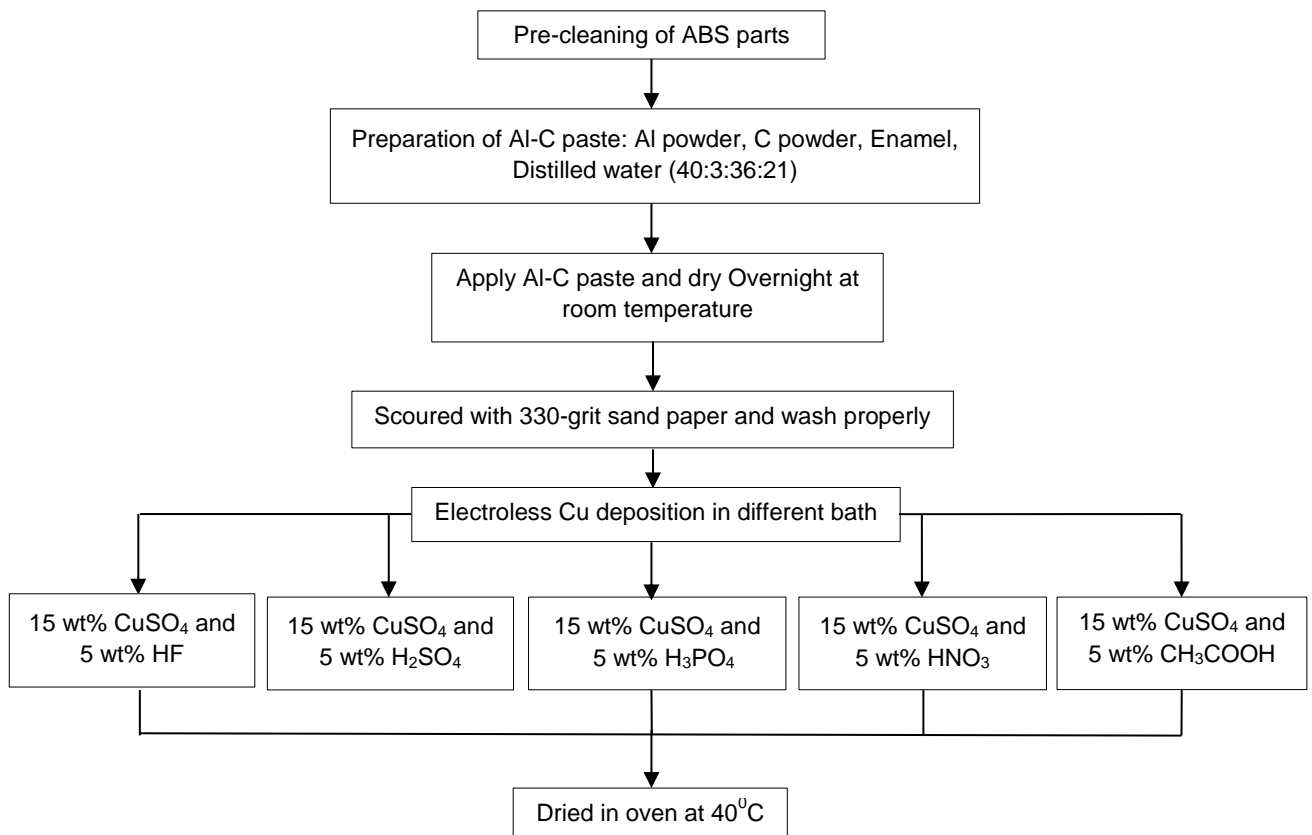 Pre-cleaning of ABS parts
Preparation of Al-C paste: Al powder, C powder, Enamel,
Distilled water (40:3:36:21)
Apply Al-C paste and dry Overnight at
room temperature
Scoured with 330-grit sand paper and wash properly
Electroless Cu deposition in different bath
15 wt% CuSO₄ and
5 wt% HF
15 wt% CuSO₄ and
5 wt% H₂SO₄
15 wt% CuSO₄ and
5 wt% H₃PO₄
15 wt% CuSO₄ and
5 wt% HNO₃
15 wt% CuSO₄ and
5 wt% CH₃COOH
Dried in oven at 40⁰C